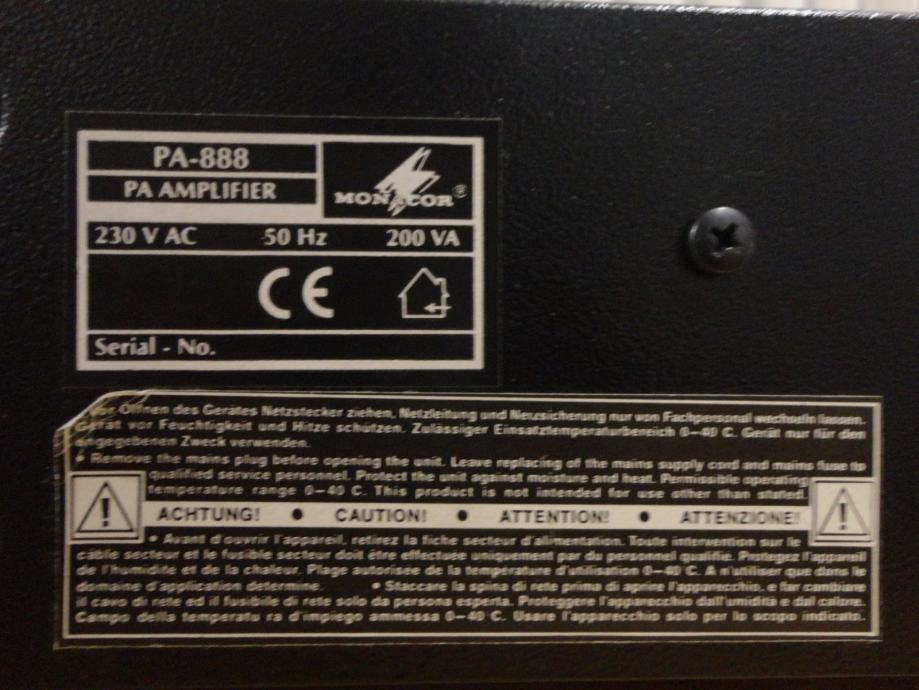 PA-888
PA AMPLIFIER
MONACOR®
230 V AC 50 Hz 200 VA
CE
Serial - No.
Vor Öffnen des Gerätes Netzstecker ziehen, Netzleitung und Netzsicherung nur von Fachpersonal wechseln lassen.
Gerät vor Feuchtigkeit und Hitze schützen. Zulässiger Einsatztemperaturbereich 0–40 C. Gerät nur für den
angegebenen Zweck verwenden.
• Remove the mains plug before opening the unit. Leave replacing of the mains supply cord and mains fuse to
qualified service personnel. Protect the unit against moisture and heat. Permissible operating
temperature range 0–40 C. This product is not intended for use other than stated.
ACHTUNG! • CAUTION! • ATTENTION! • ATTENZIONE!
• Avant d'ouvrir l'appareil, retirez la fiche secteur d'alimentation. Toute intervention sur le
câble secteur et le fusible secteur doit être effectuée uniquement par du personnel qualifie. Protegez l'appareil
de l'humidité et de la chaleur. Plage autorisée de la température d'utilisation 0–40 C. A n'utiliser que dans le
domaine d'application determine. • Staccare la spina di rete prima di aprire l'apparecchio, e far cambiare
il cavo di rete ed il fusibile di rete solo da persona esperta. Proteggere l'apparecchio dall'umidità e dal calore.
Campo della temperatu ra d'impiego ammessa 0–40 C. Usare l'apparecchio solo per lo scopo indicato.